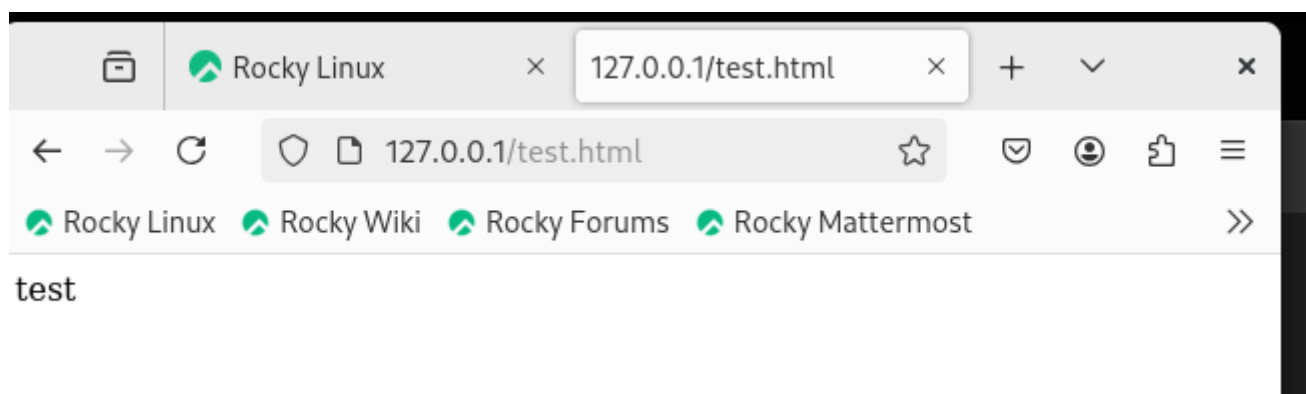 Rocky Linux 127.0.0.1/test.html
127.0.0.1/test.html
Rocky Linux Rocky Wiki Rocky Forums Rocky Mattermost
test